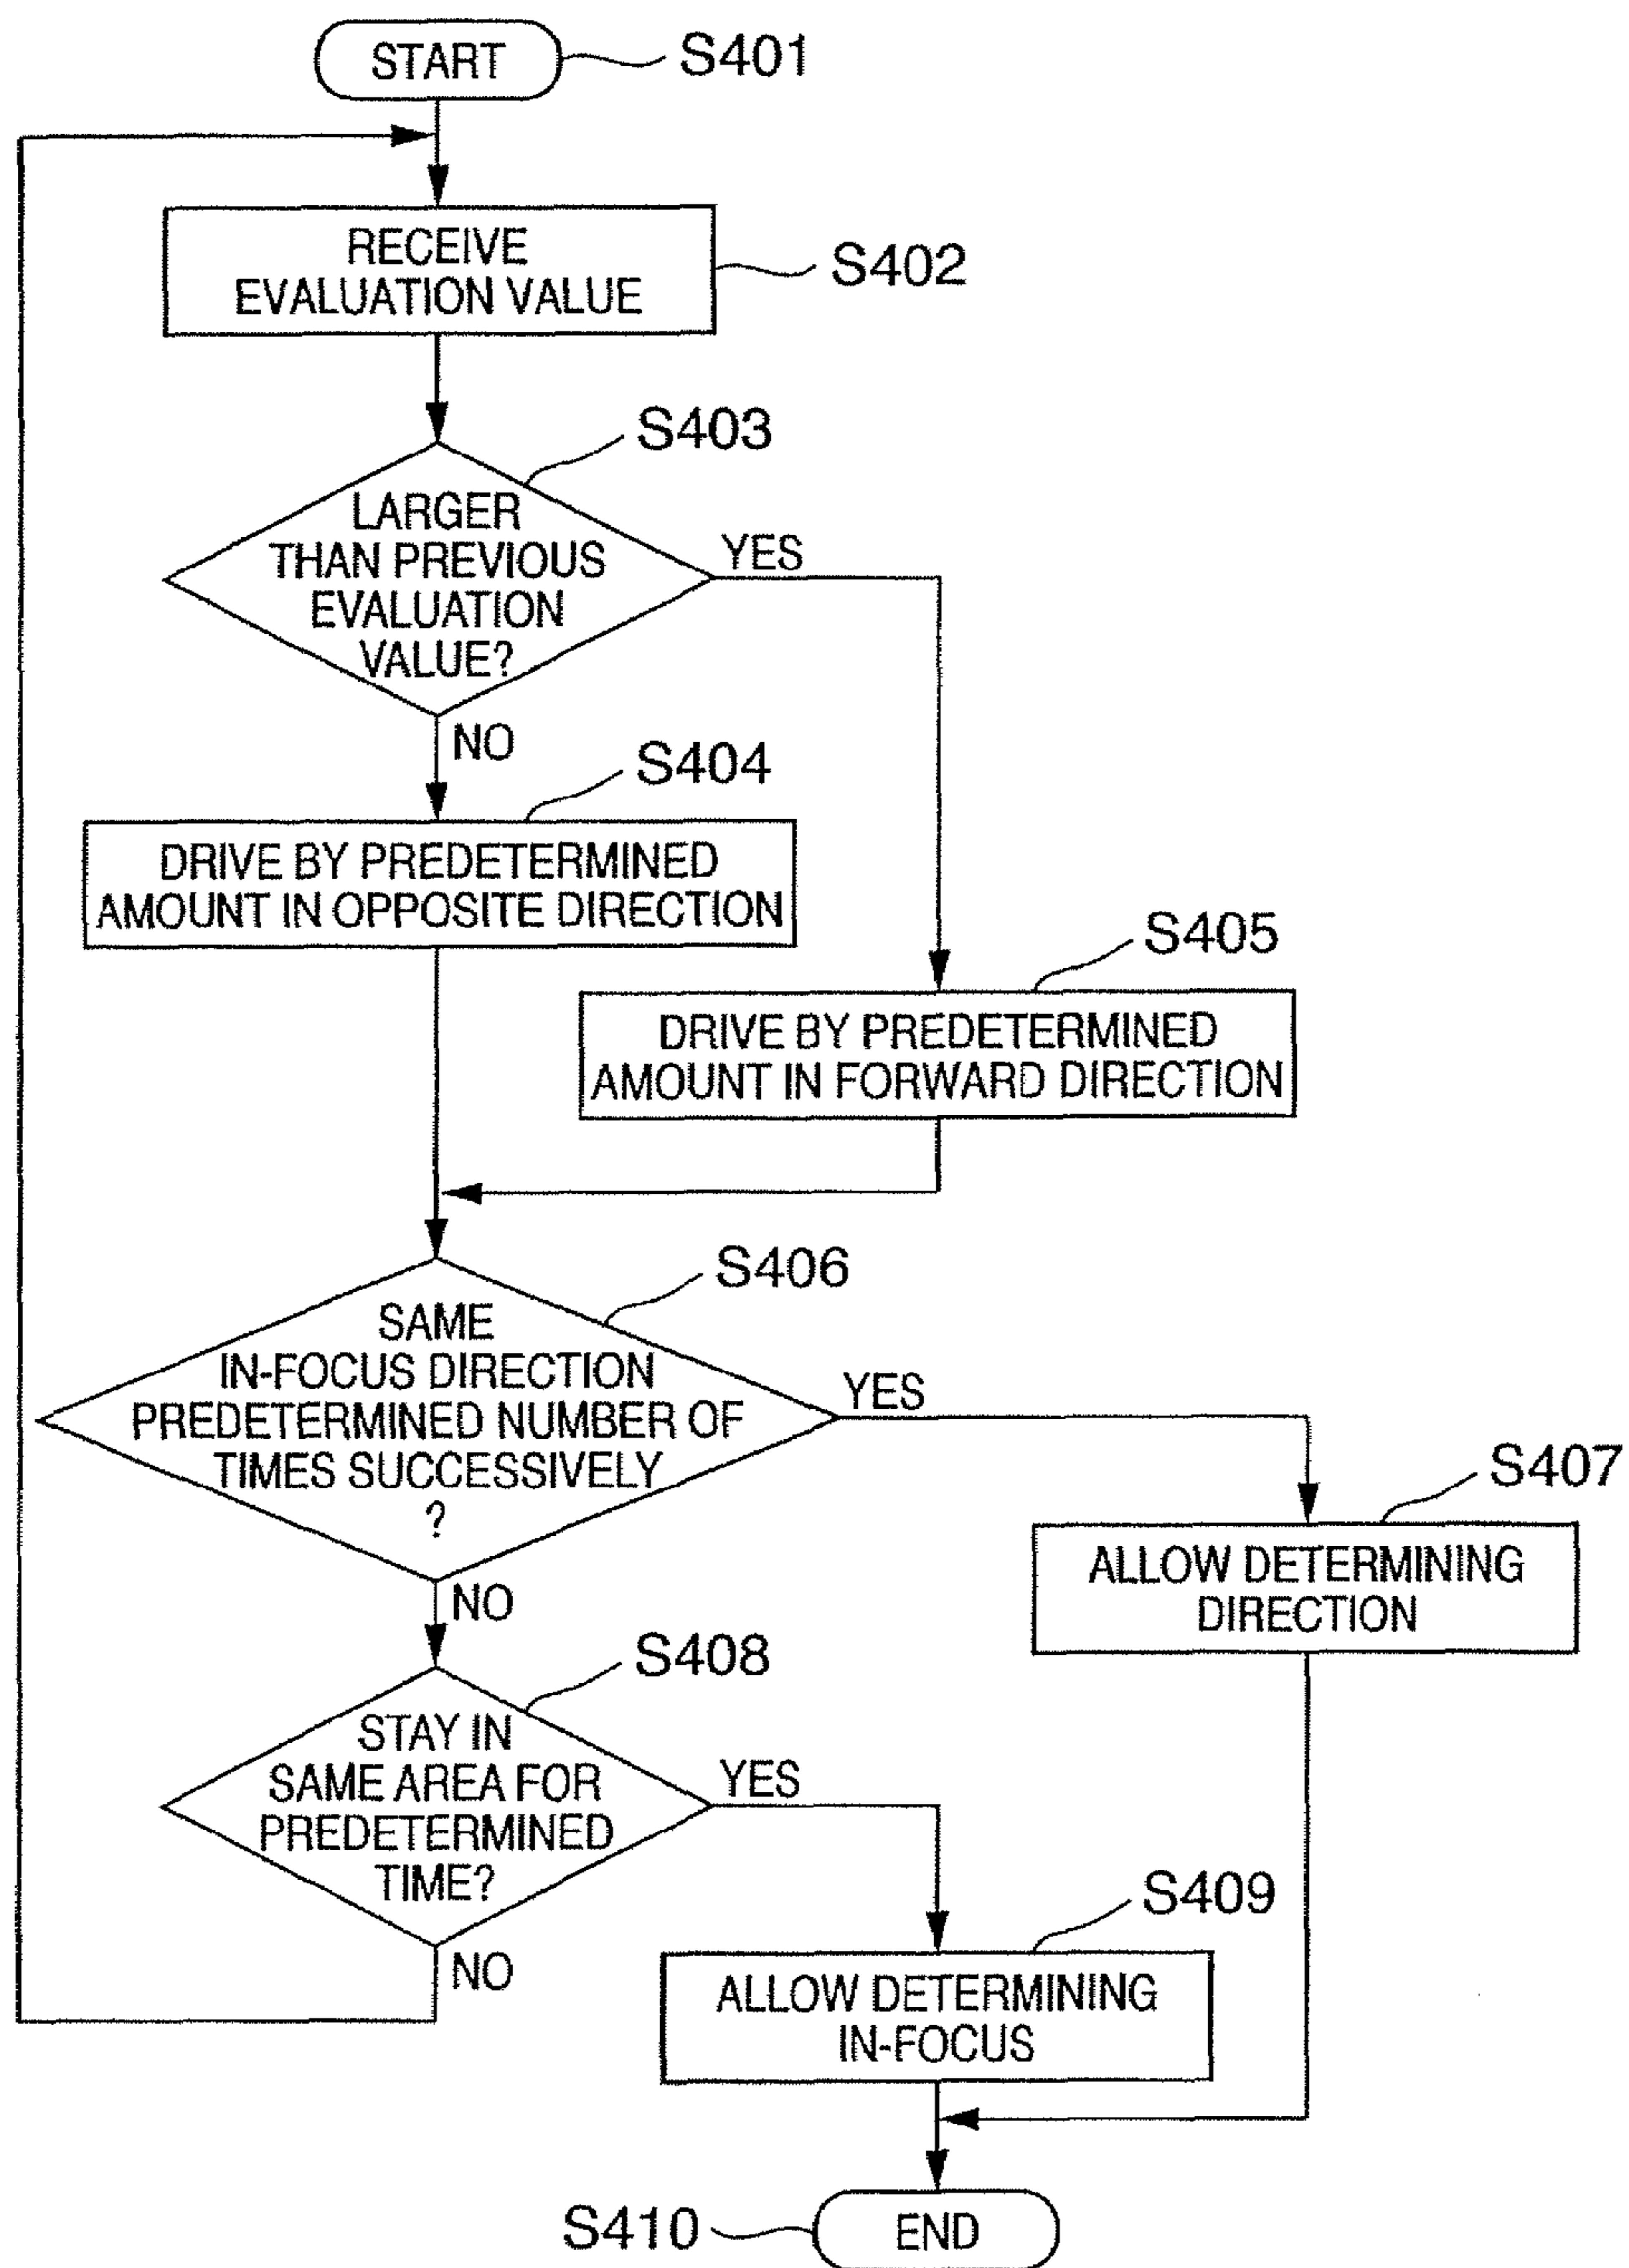 START
S401
RECEIVE
EVALUATION VALUE
S402
S403
LARGER
THAN PREVIOUS
EVALUATION
VALUE?
YES
NO
S404
DRIVE BY PREDETERMINED
AMOUNT IN OPPOSITE DIRECTION
S405
DRIVE BY PREDETERMINED
AMOUNT IN FORWARD DIRECTION
S406
SAME
IN-FOCUS DIRECTION
PREDETERMINED NUMBER OF
TIMES SUCCESSIVELY
?
YES
NO
S407
ALLOW DETERMINING
DIRECTION
S408
STAY IN
SAME AREA FOR
PREDETERMINED
TIME?
YES
NO
S409
ALLOW DETERMINING
IN-FOCUS
S410
END